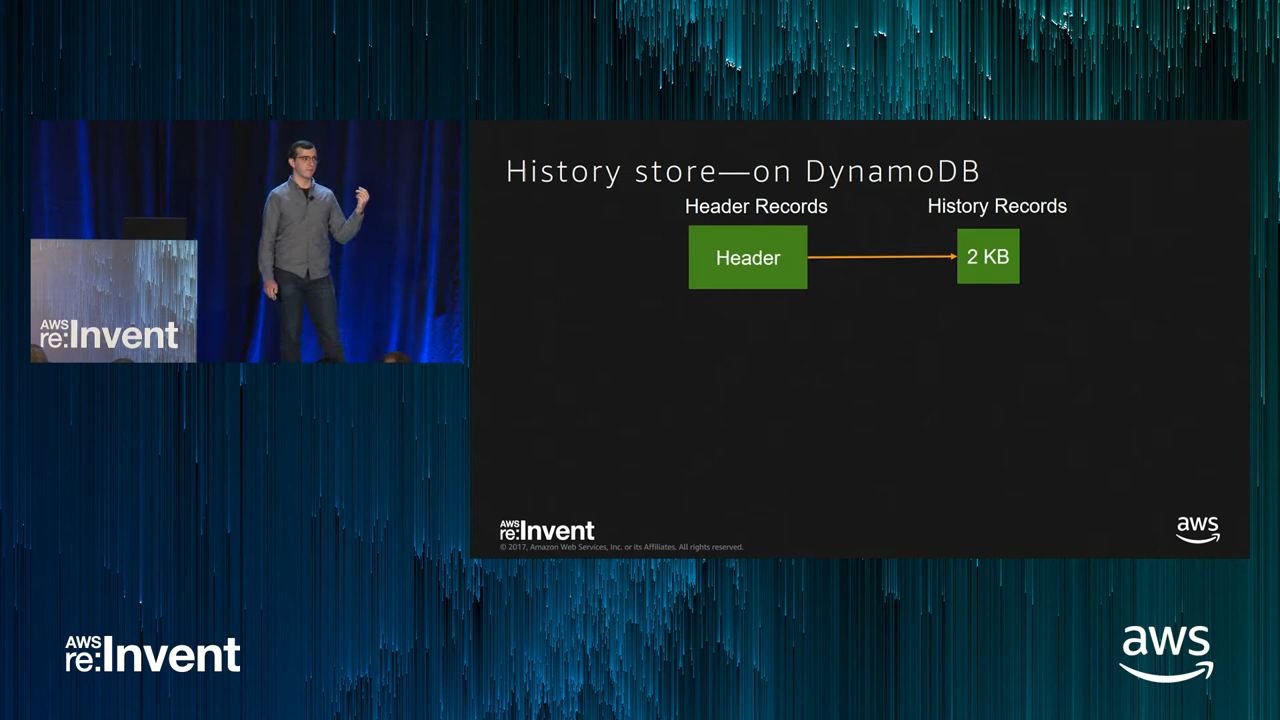 History store—on DynamoDB
Header Records
History Records
Header
2 KB
AWS
re:Invent
AWS
re:Invent
© 2017, Amazon Web Services, Inc. or its Affiliates. All rights reserved.
aws
AWS
re:Invent
aws